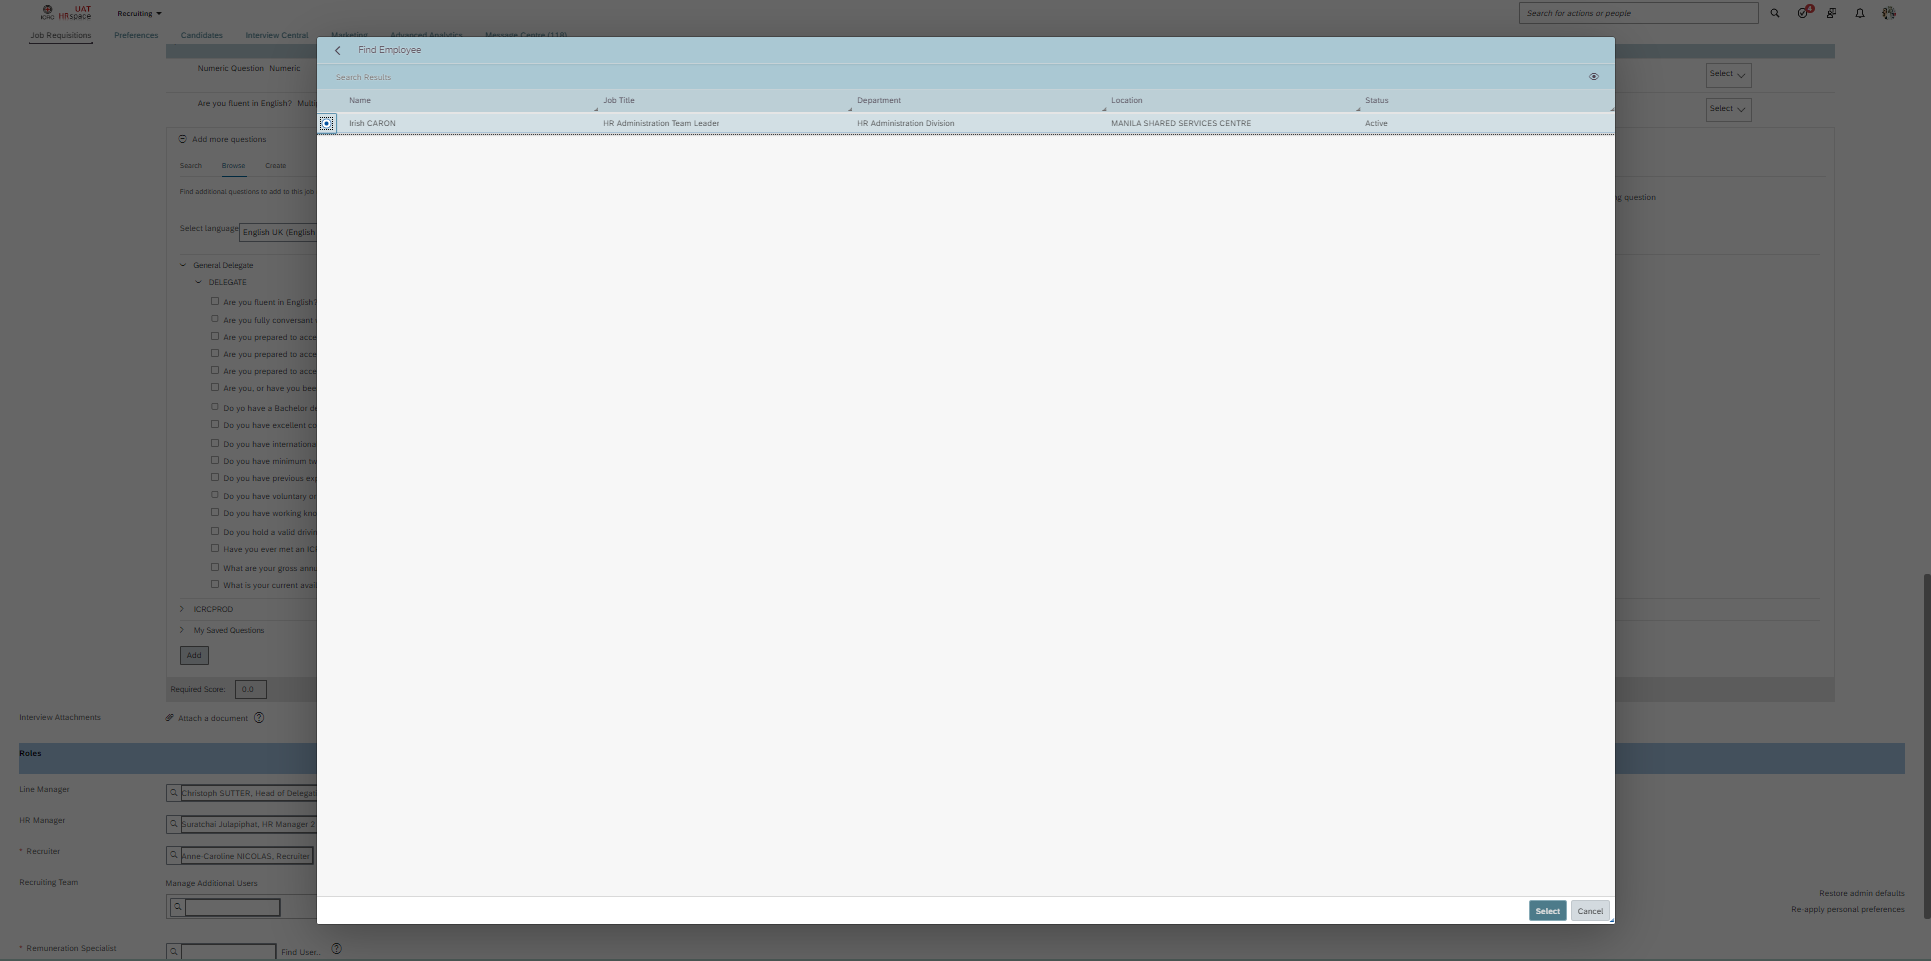 UAT
ICRC HRspace
Recruiting
Search for actions or people
4
Job Requisitions
Preferences
Candidates
Interview Central
Marketing
Advanced Analytics
Message Centre (118)
Find Employee
Search Results
Name
Job Title
Department
Location
Status
Irish CARON
HR Administration Team Leader
HR Administration Division
MANILA SHARED SERVICES CENTRE
Active
Numeric Question Numeric
Select
Are you fluent in English? Multi
Select
Add more questions
Search
Browse
Create
Find additional questions to add to this job
question
Select language
English UK (English
General Delegate
DELEGATE
Are you fluent in English?
Are you fully conversant
Are you prepared to acce
Are you prepared to acce
Are you prepared to acce
Are you, or have you bee
Do yo have a Bachelor de
Do you have excellent co
Do you have internationa
Do you have minimum tw
Do you have previous exp
Do you have voluntary or
Do you have working kno
Do you hold a valid drivin
Have you ever met an IC
What are your gross annu
What is your current avail
ICRCPROD
My Saved Questions
Add
Required Score:
0.0
Interview Attachments
Attach a document
Roles
Line Manager
Christoph SUTTER, Head of Delegat
HR Manager
Suratchai Julapiphat, HR Manager 2
* Recruiter
Anne-Caroline NICOLAS, Recruiter
Recruiting Team
Manage Additional Users
Restore admin defaults
Re-apply personal preferences
Select
Cancel
* Remuneration Specialist
Find User...